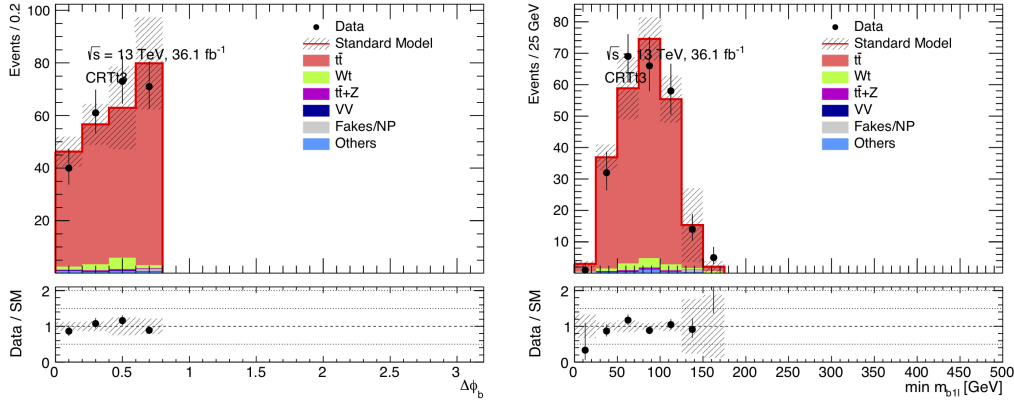 Events / 0.2
100
80
60
40
20
√s = 13 TeV, 36.1 fb⁻¹
CRTt3
Data
Standard Model
tt̄
Wt
tt̄+Z
VV
Fakes/NP
Others
Data / SM
2
1
0
0 0.5 1 1.5 2 2.5 3
Δϕ_b
Events / 25 GeV
80
70
60
50
40
30
20
10
√s = 13 TeV, 36.1 fb⁻¹
CRTt3
Data
Standard Model
tt̄
Wt
tt̄+Z
VV
Fakes/NP
Others
Data / SM
2
1
0
0 50 100 150 200 250 300 350 400 450 500
min m_b1l [GeV]